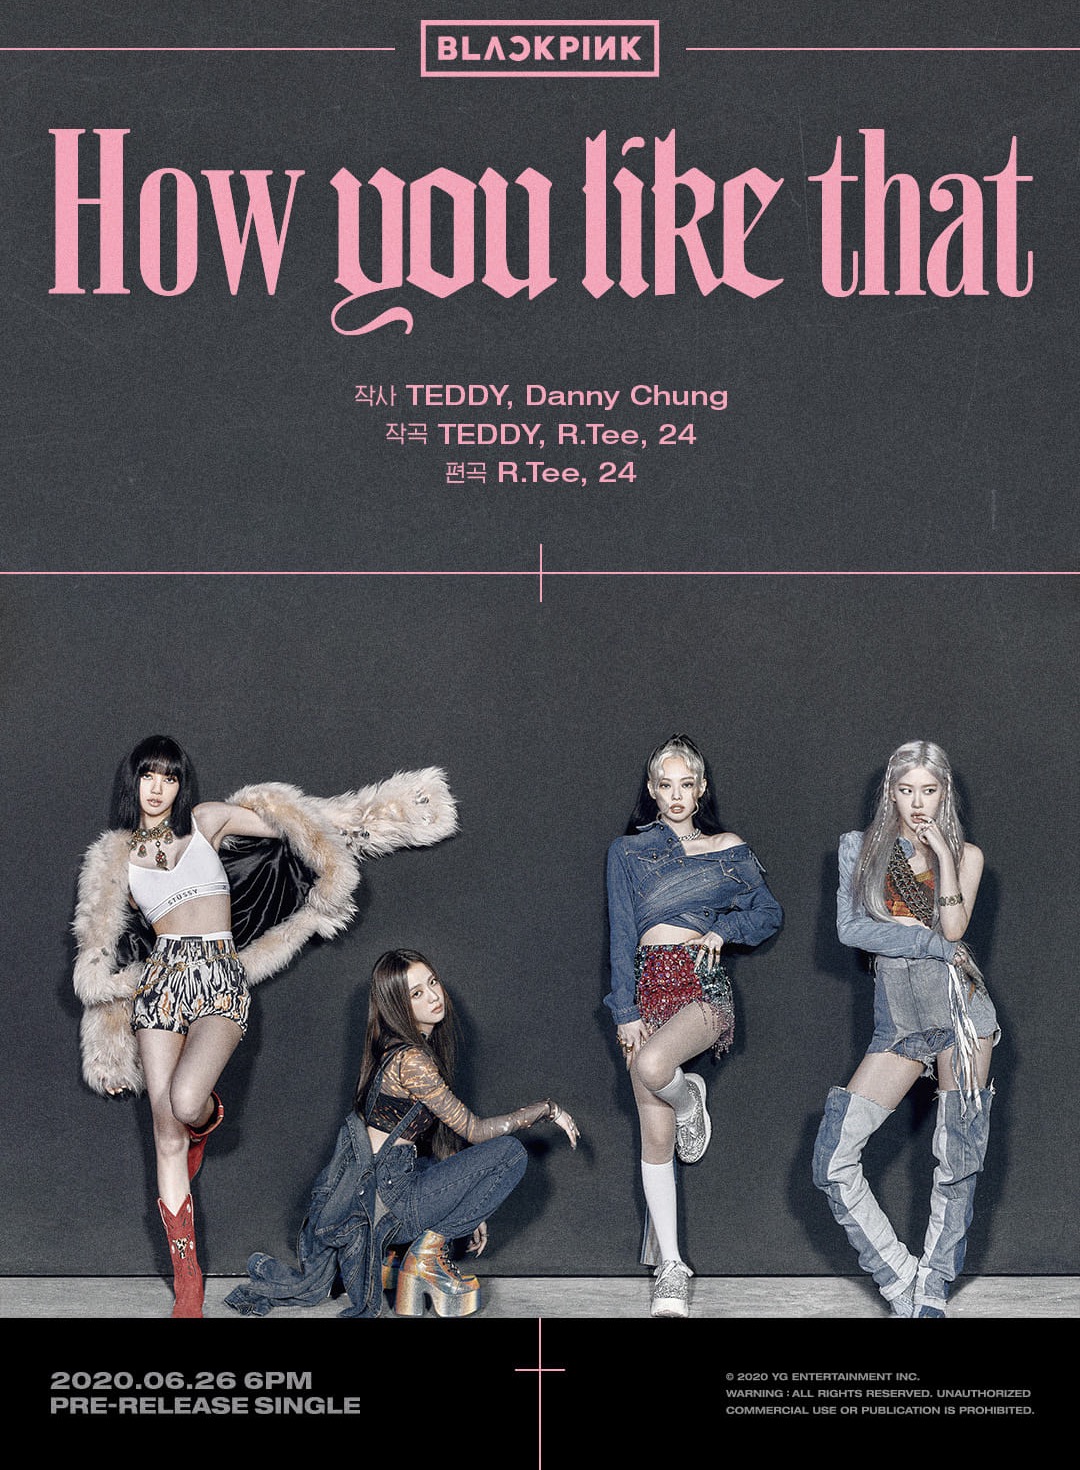 BLACKPINK
How you like that
작사 TEDDY, Danny Chung
작곡 TEDDY, R.Tee, 24
편곡 R.Tee, 24
STÜSSY
2020.06.26 6PM
PRE-RELEASE SINGLE
© 2020 YG ENTERTAINMENT INC.
WARNING : ALL RIGHTS RESERVED. UNAUTHORIZED
COMMERCIAL USE OR PUBLICATION IS PROHIBITED.